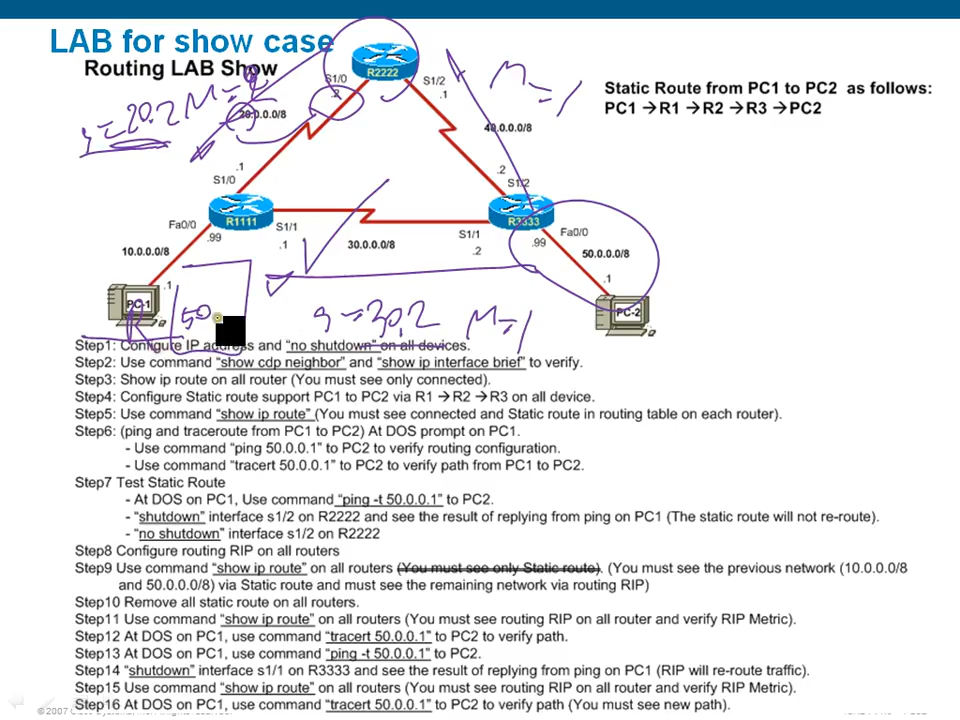 LAB for show case
Routing LAB Show
R2222
S1/0
S1/2
.2
.1
M=1
Static Route from PC1 to PC2 as follows:
PC1 →R1 →R2 →R3 →PC2
20.0.0.0/8
40.0.0.0/8
.1
.2
S1/0
S1/2
R1111
R3333
Fa0/0
.99
S1/1
.1
30.0.0.0/8
S1/1
.2
.99
Fa0/0
10.0.0.0/8
50.0.0.0/8
.1
.1
PC-1
PC-2
R
50
30.2 M=1
Step1: Configure IP address and “no shutdown” on all devices.
Step2: Use command “show cdp neighbor” and “show ip interface brief” to verify.
Step3: Show ip route on all router (You must see only connected).
Step4: Configure Static route support PC1 to PC2 via R1 →R2 →R3 on all device.
Step5: Use command “show ip route” (You must see connected and Static route in routing table on each router).
Step6: (ping and traceroute from PC1 to PC2) At DOS prompt on PC1.
- Use command “ping 50.0.0.1” to PC2 to verify routing configuration.
- Use command “tracert 50.0.0.1” to PC2 to verify path from PC1 to PC2.
Step7 Test Static Route
- At DOS on PC1, Use command “ping -t 50.0.0.1” to PC2.
- “shutdown” interface s1/2 on R2222 and see the result of replying from ping on PC1 (The static route will not re-route).
- “no shutdown” interface s1/2 on R2222
Step8 Configure routing RIP on all routers
Step9 Use command “show ip route” on all routers (You must see only Static route). (You must see the previous network (10.0.0.0/8
and 50.0.0.0/8) via Static route and must see the remaining network via routing RIP)
Step10 Remove all static route on all routers.
Step11 Use command “show ip route” on all routers (You must see routing RIP on all router and verify RIP Metric).
Step12 At DOS on PC1, use command “tracert 50.0.0.1” to PC2 to verify path.
Step13 At DOS on PC1, use command “ping -t 50.0.0.1” to PC2.
Step14 “shutdown” interface s1/1 on R3333 and see the result of replying from ping on PC1 (RIP will re-route traffic).
Step15 Use command “show ip route” on all routers (You must see routing RIP on all router and verify RIP Metric).
Step16 At DOS on PC1, use command “tracert 50.0.0.1” to PC2 to verify path (You must see new path).